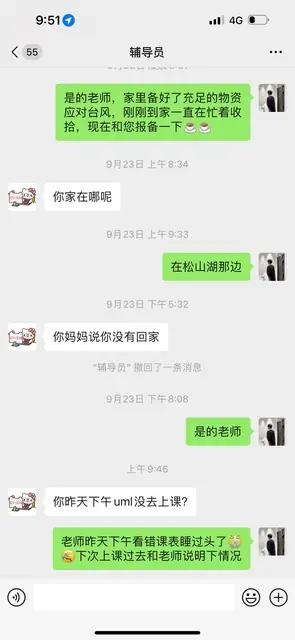 9:51
4G
55
辅导员
是的老师，家里备好了充足的物资
应对台风，刚刚到家一直在忙着收
拾，现在和您报备一下
9月23日 上午8:34
你家在哪呢
9月23日 上午9:33
在松山湖那边
9月23日 下午5:32
你妈妈说你没有回家
"辅导员" 撤回了一条消息
9月23日 下午8:08
是的老师
上午9:46
你昨天下午uml没去上课？
老师昨天下午看错课表睡过头了
下次上课过去和老师说明下情况